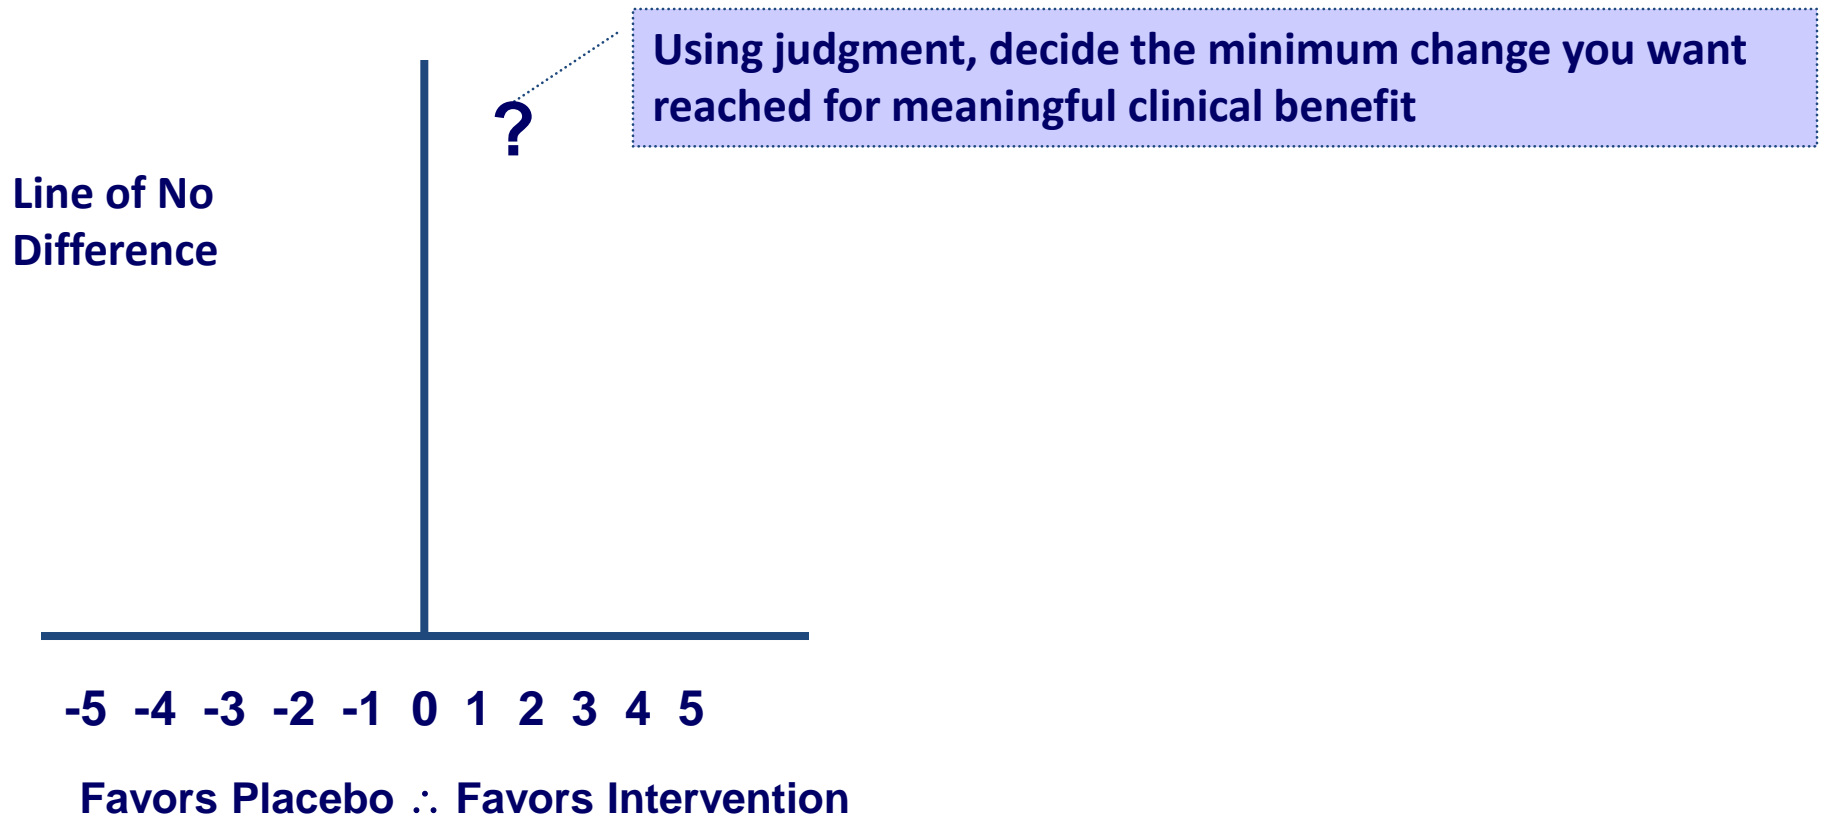 Using judgment, decide the minimum change you want
reached for meaningful clinical benefit
?
Line of No
Difference
-5 -4 -3 -2 -1 0 1 2 3 4 5
Favors Placebo ∴ Favors Intervention